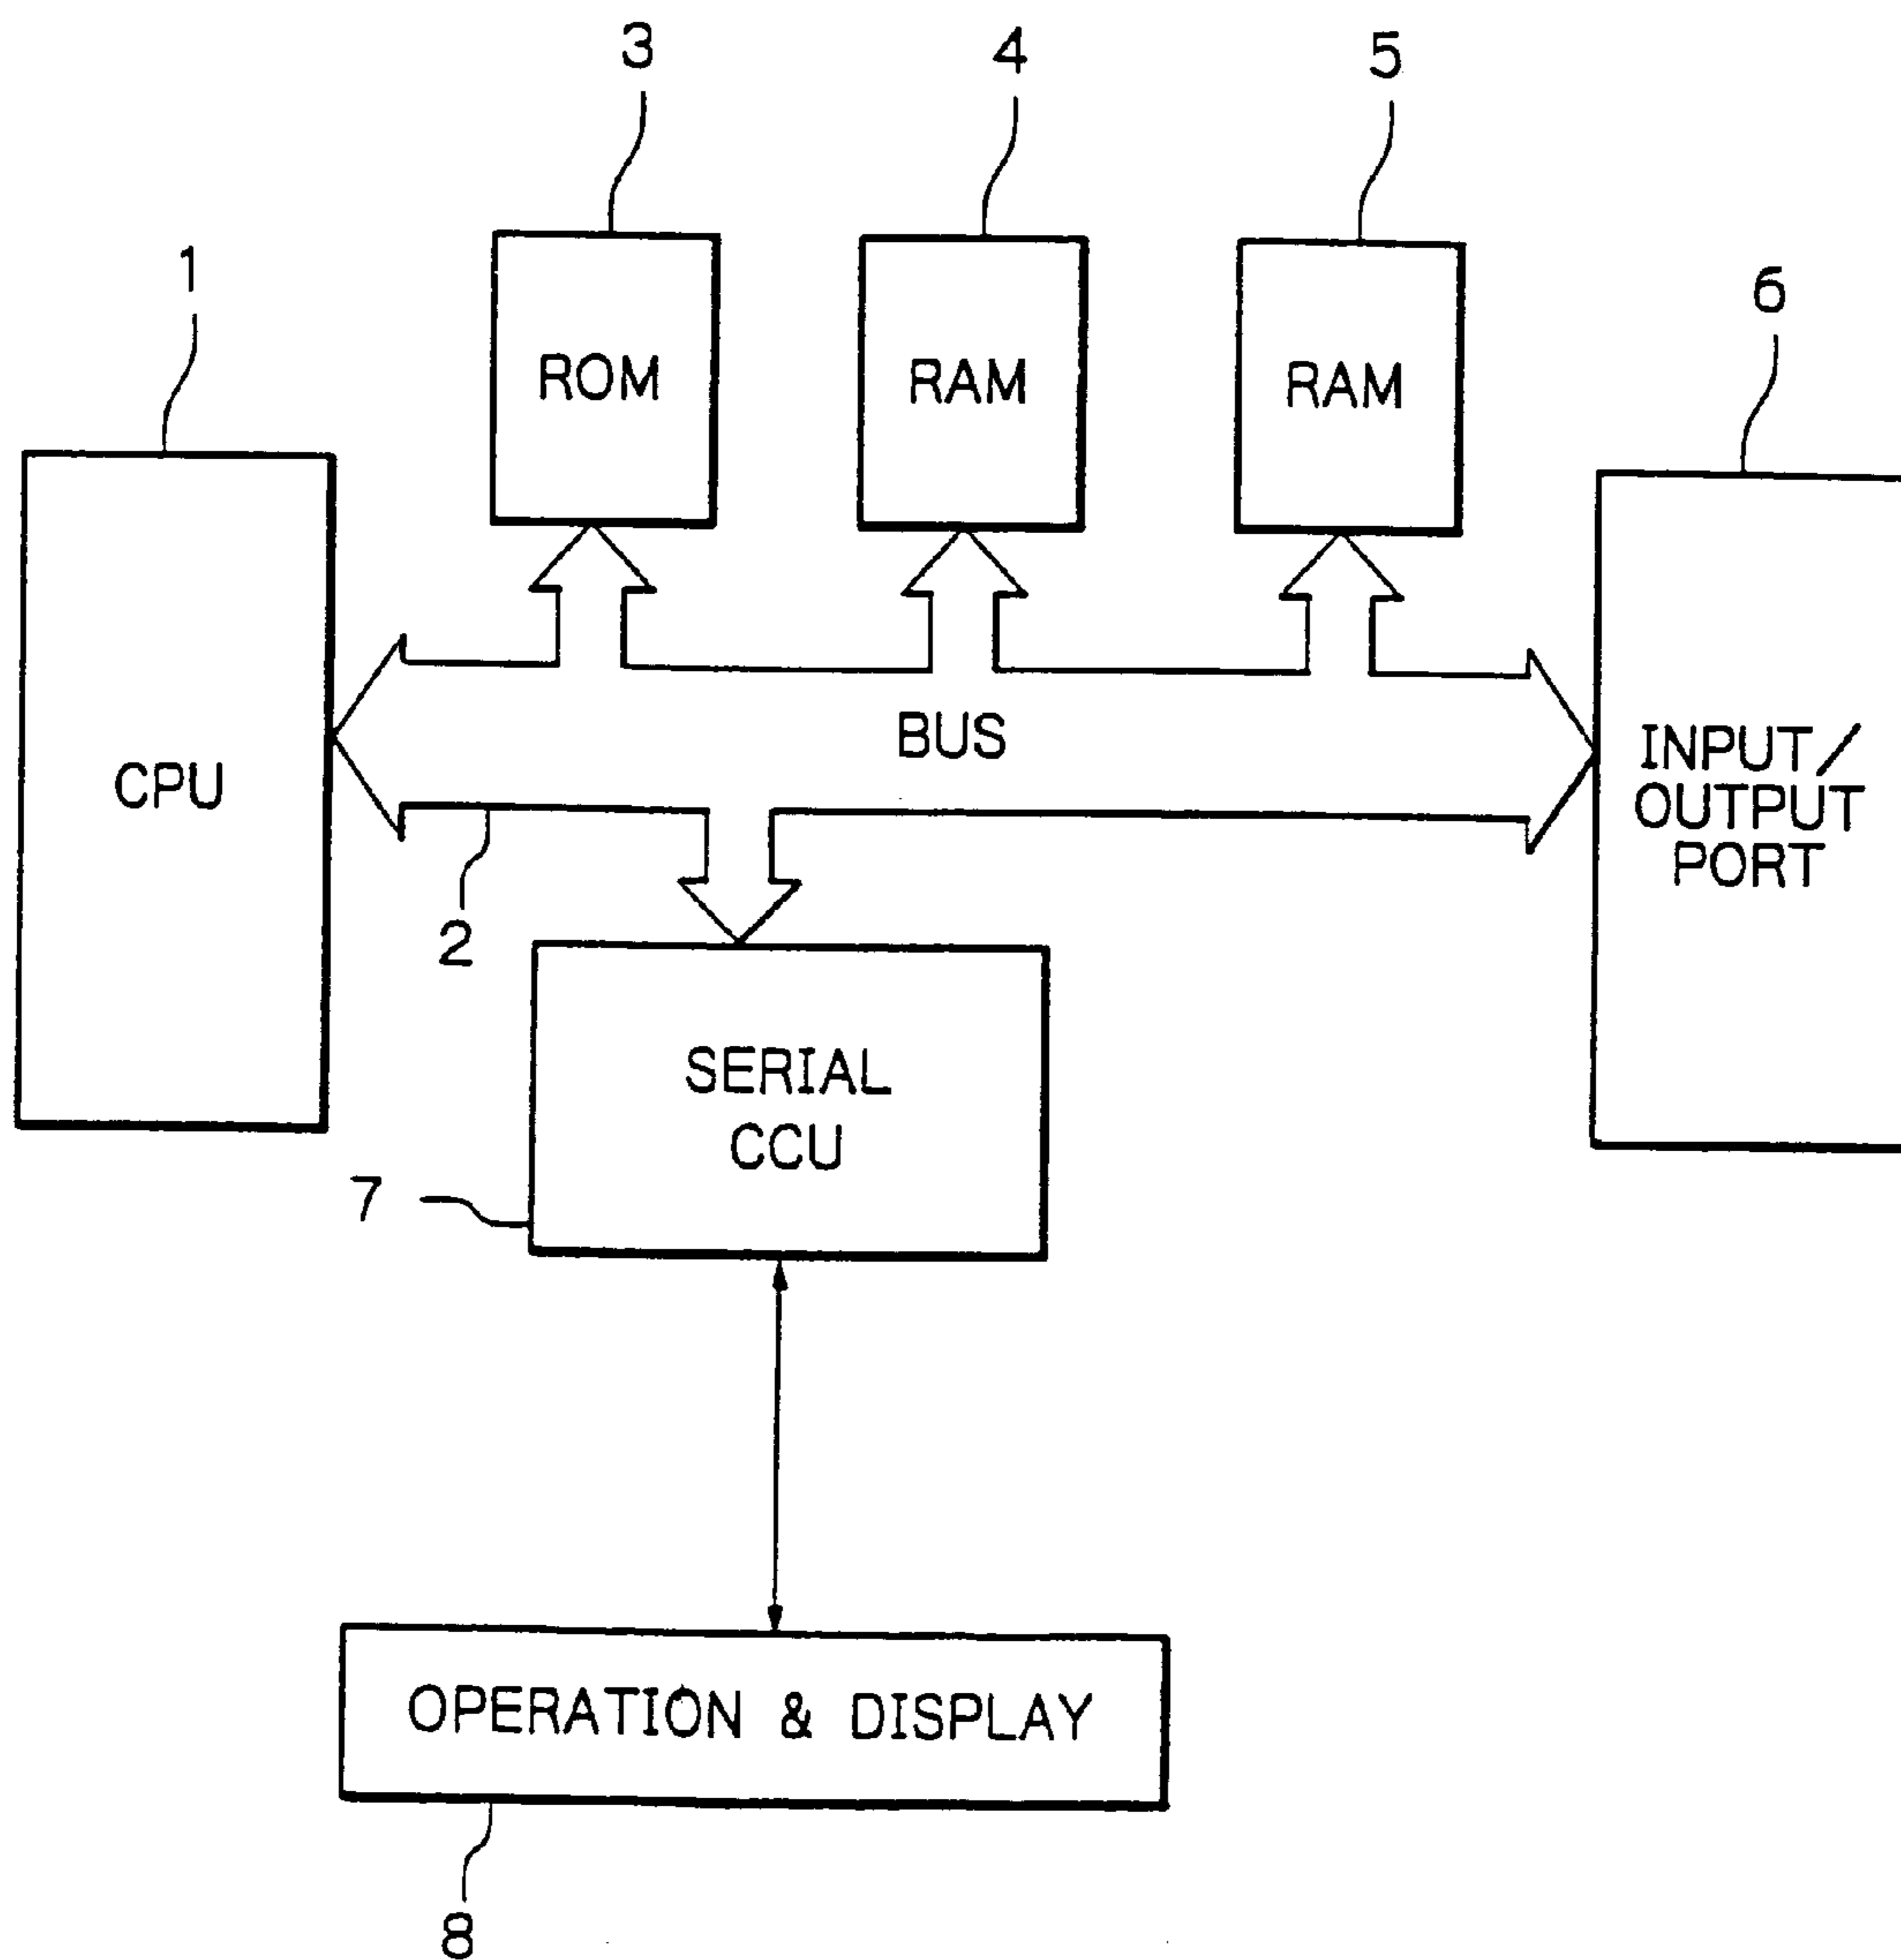 3
4
5
1
6
ROM
RAM
RAM
BUS
CPU
INPUT/
OUTPUT
PORT
2
SERIAL
CCU
7
OPERATION & DISPLAY
8